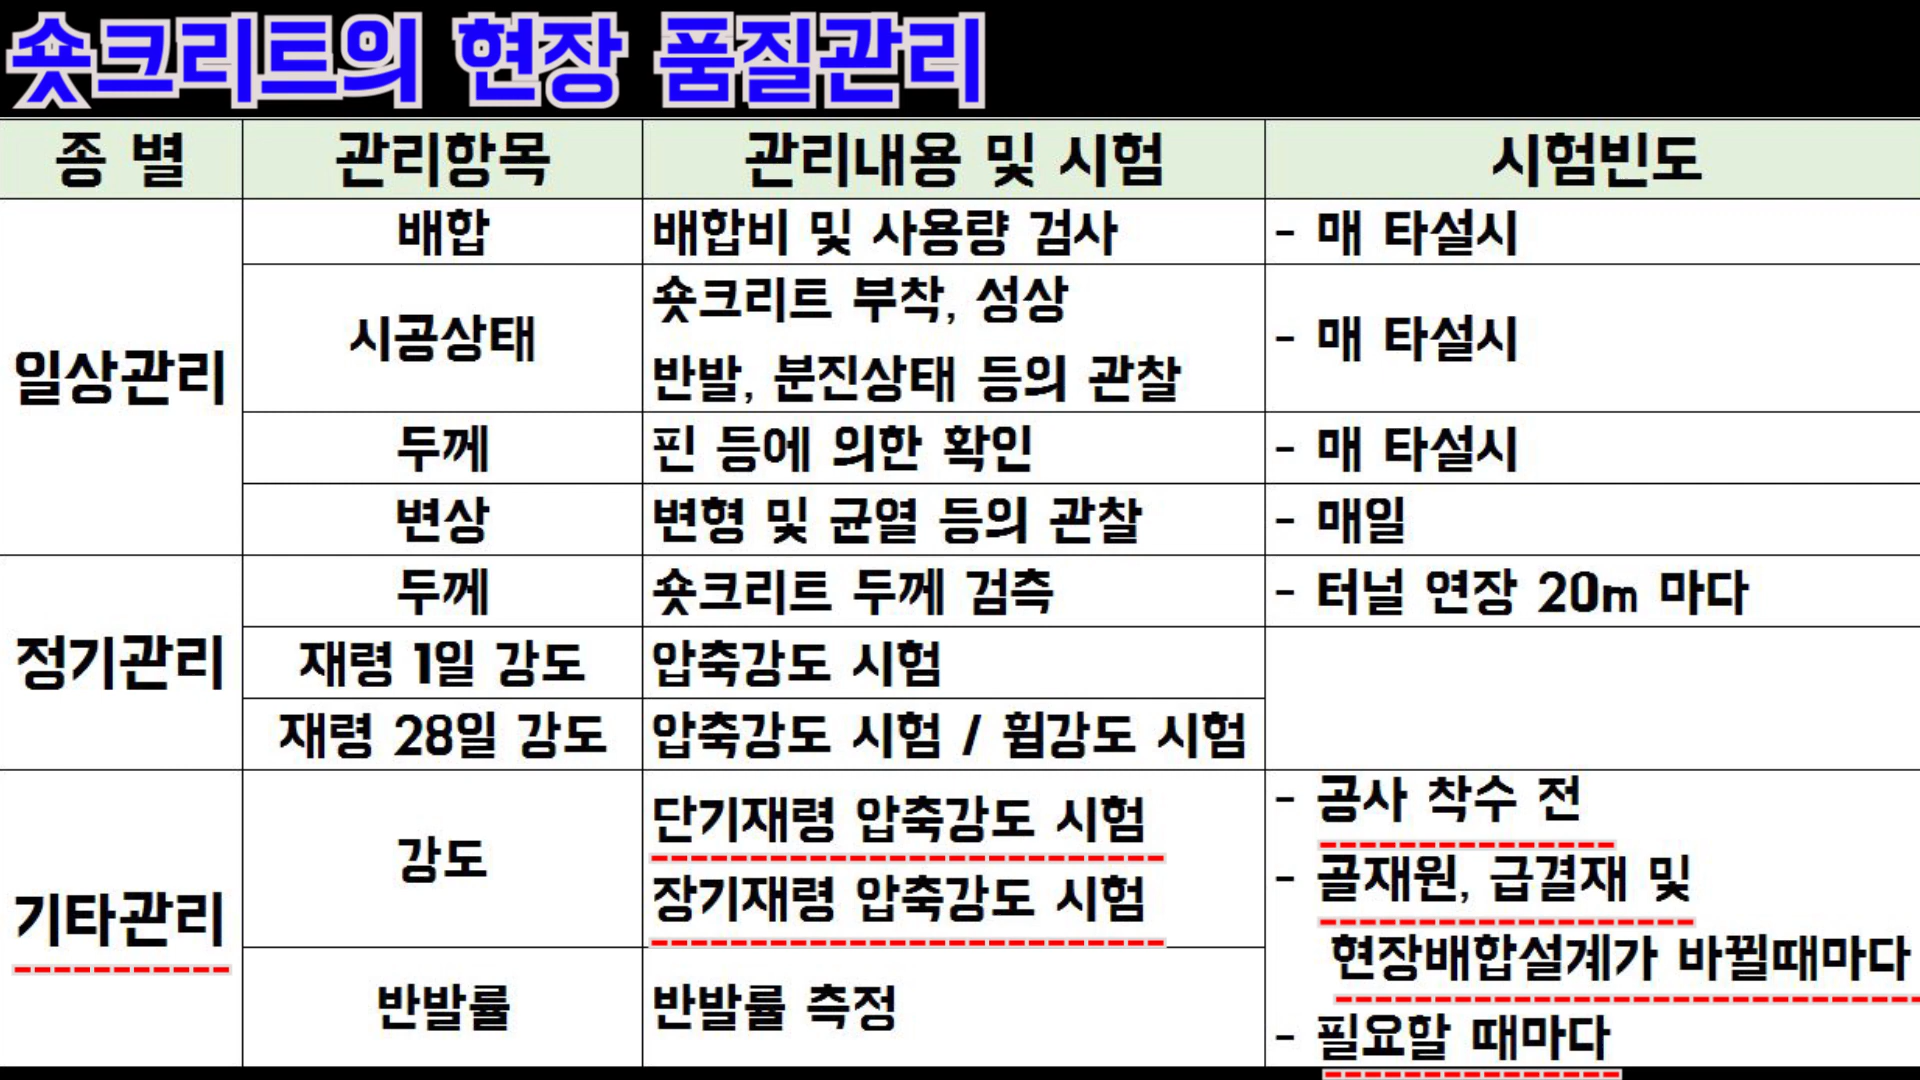 숏크리트의 현장 품질관리
종 별 관리항목 관리내용 및 시험 시험빈도
일상관리
배합 배합비 및 사용량 검사 - 매 타설시
시공상태 숏크리트 부착, 성상
반발, 분진상태 등의 관찰 - 매 타설시
두께 핀 등에 의한 확인 - 매 타설시
변상 변형 및 균열 등의 관찰 - 매일
정기관리
두께 숏크리트 두께 검측 - 터널 연장 20m 마다
재령 1일 강도 압축강도 시험
재령 28일 강도 압축강도 시험 / 휨강도 시험
기타관리
강도 단기재령 압축강도 시험
장기재령 압축강도 시험
반발률 반발률 측정
- 공사 착수 전
- 골재원, 급결재 및
현장배합설계가 바뀔때마다
- 필요할 때마다